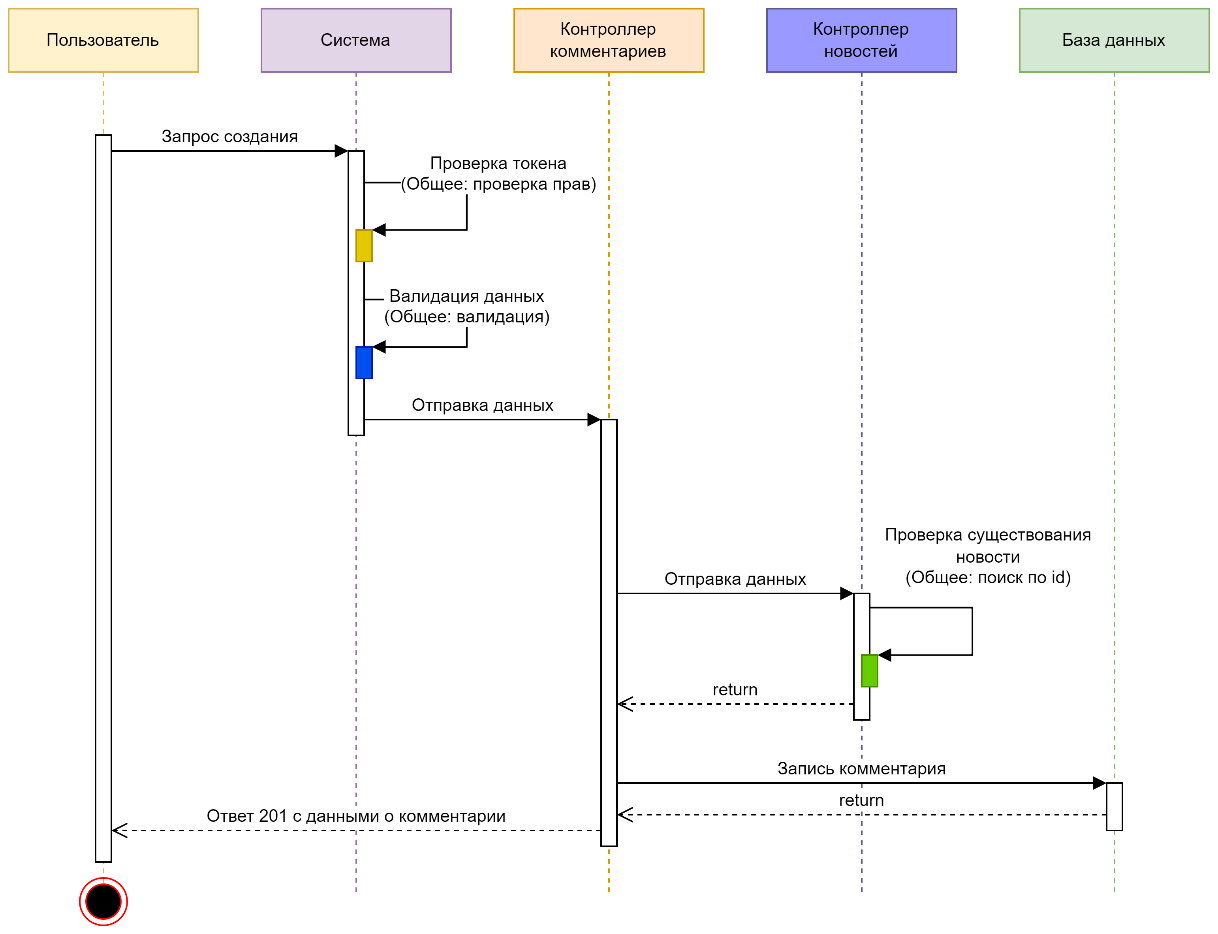 Пользователь
Система
Контроллер
комментариев
Контроллер
новостей
База данных
Запрос создания
Проверка токена
(Общее: проверка прав)
Валидация данных
(Общее: валидация)
Отправка данных
Проверка существования
новости
(Общее: поиск по id)
Отправка данных
return
Запись комментария
return
Ответ 201 с данными о комментарии